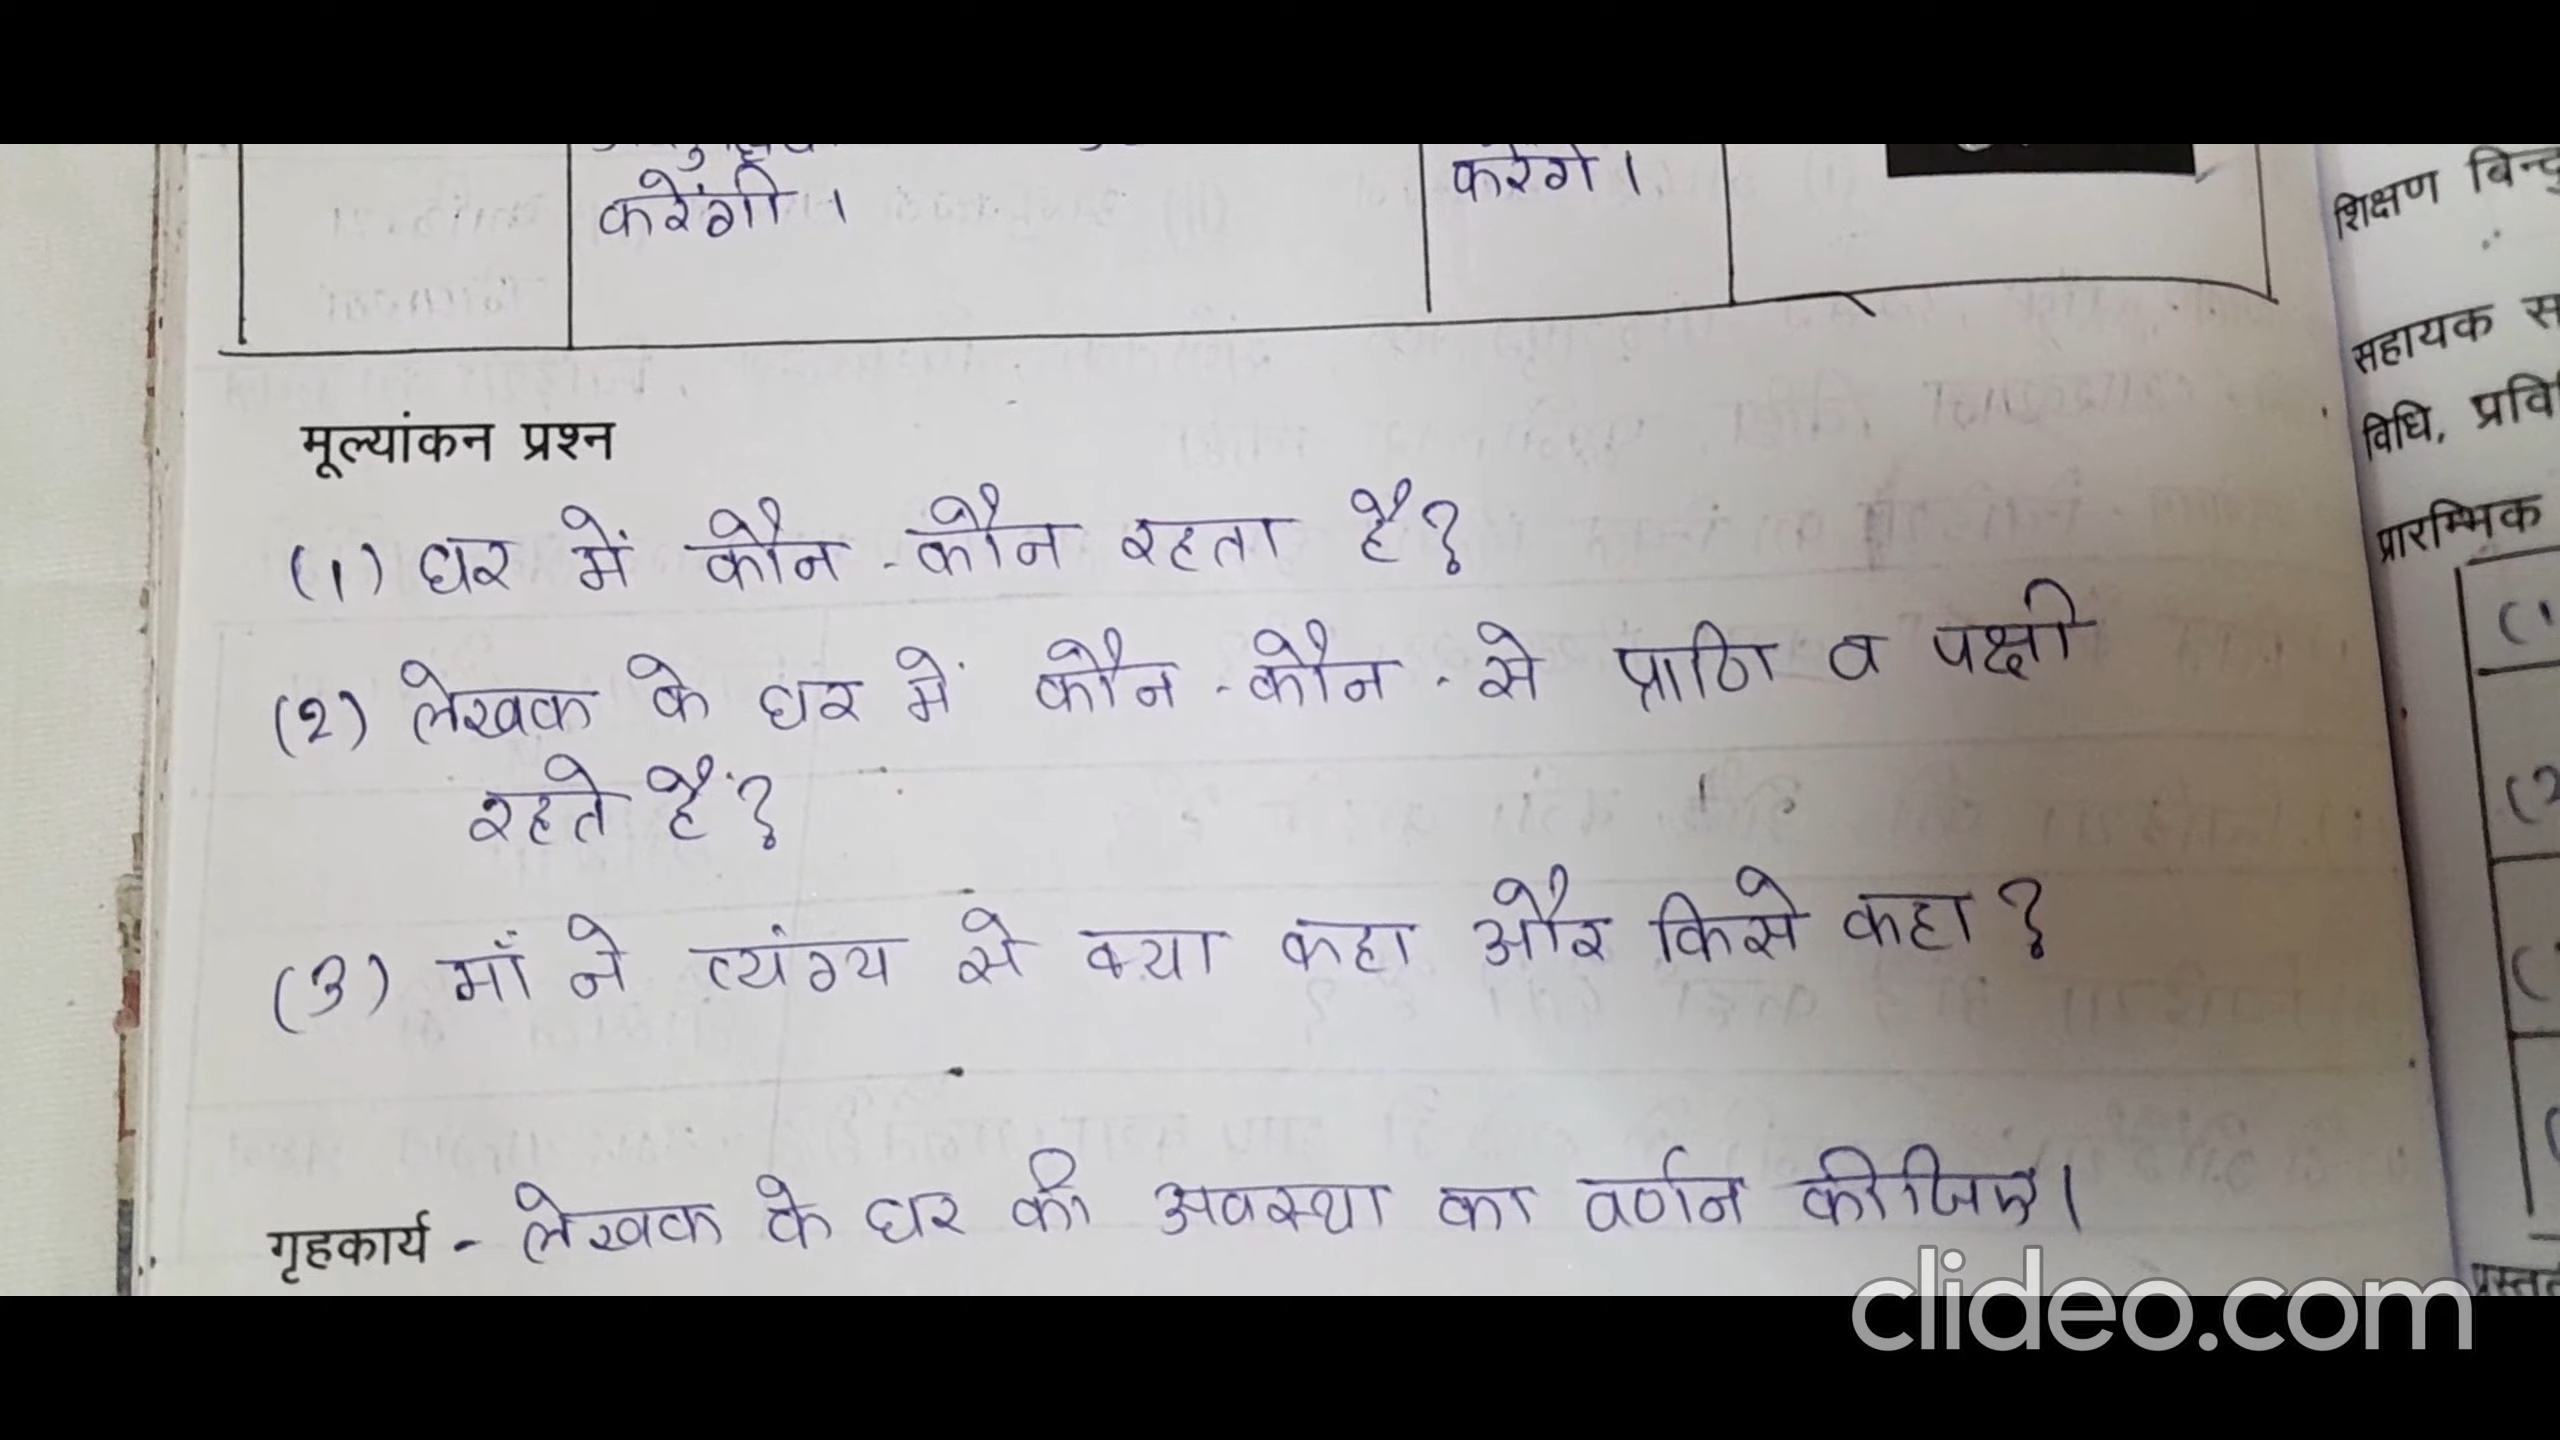 करेंगी।
करेंगे।
मूल्यांकन प्रश्न
(1) घर में कौन-कौन रहता है?
(2) लेखक के घर में कौन-कौन-से प्राणि व पक्षी
रहते हैं?
(3) माँ ने व्यंग्य से क्या कहा और किसे कहा?
गृहकार्य - लेखक के घर की अवस्था का वर्णन कीजिए।
शिक्षण बिन्दु
सहायक
विधि,
प्रारम्भिक
(2
clideo.com